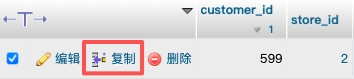 customer_id
store_id
1
编辑
复制
删除
599
2